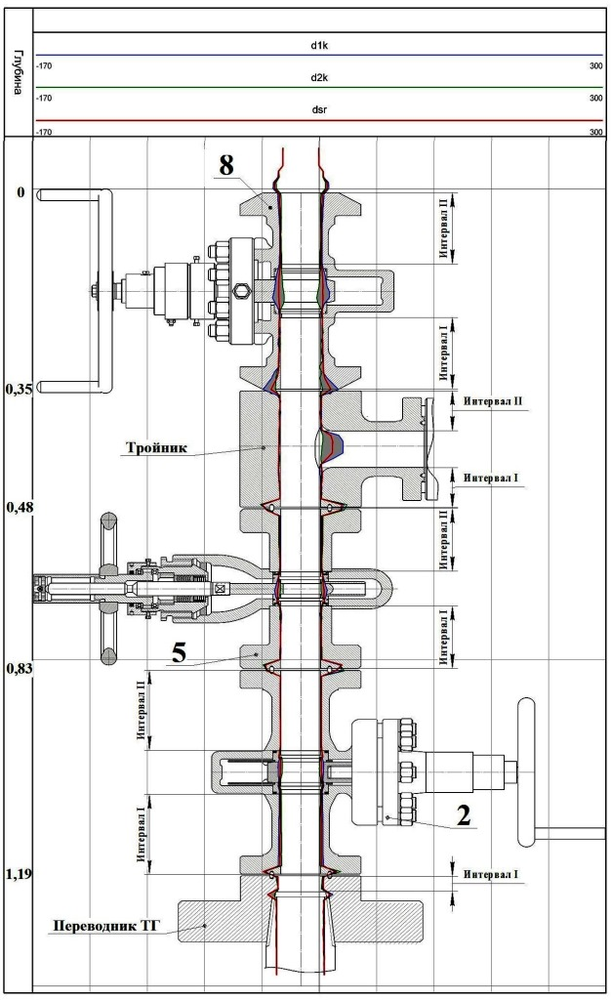 Глубина
d1k
-170 300
d2k
-170 300
dsr
-170 300
8
0
Интервал II
Интервал I
0,35
Интервал II
Тройник
Интервал I
0,48
Интервал II
Интервал I
5
0,83
Интервал II
2
Интервал I
1,19
Интервал I
Переводник ТГ